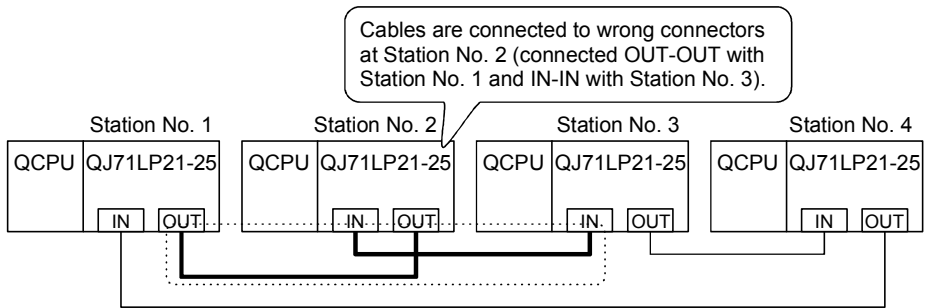 Cables are connected to wrong connectors
at Station No. 2 (connected OUT-OUT with
Station No. 1 and IN-IN with Station No. 3).
Station No. 1 Station No. 2 Station No. 3 Station No. 4
QCPU QJ71LP21-25 QCPU QJ71LP21-25 QCPU QJ71LP21-25 QCPU QJ71LP21-25
IN OUT IN OUT IN OUT IN OUT